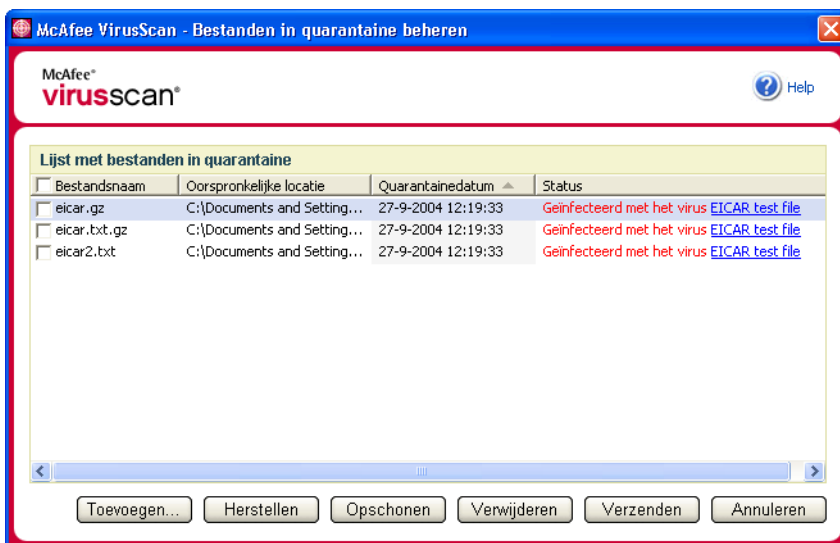 McAfee VirusScan - Bestanden in quarantaine beheren
McAfee®
virusscan®
Help
Lijst met bestanden in quarantaine
Bestandsnaam Oorspronkelijke locatie Quarantainedatum Status
eicar.gz C:\Documents and Setting... 27-9-2004 12:19:33 Geïnfecteerd met het virus EICAR test file
eicar.txt.gz C:\Documents and Setting... 27-9-2004 12:19:33 Geïnfecteerd met het virus EICAR test file
eicar2.txt C:\Documents and Setting... 27-9-2004 12:19:33 Geïnfecteerd met het virus EICAR test file
Toevoegen... Herstellen Opschonen Verwijderen Verzenden Annuleren